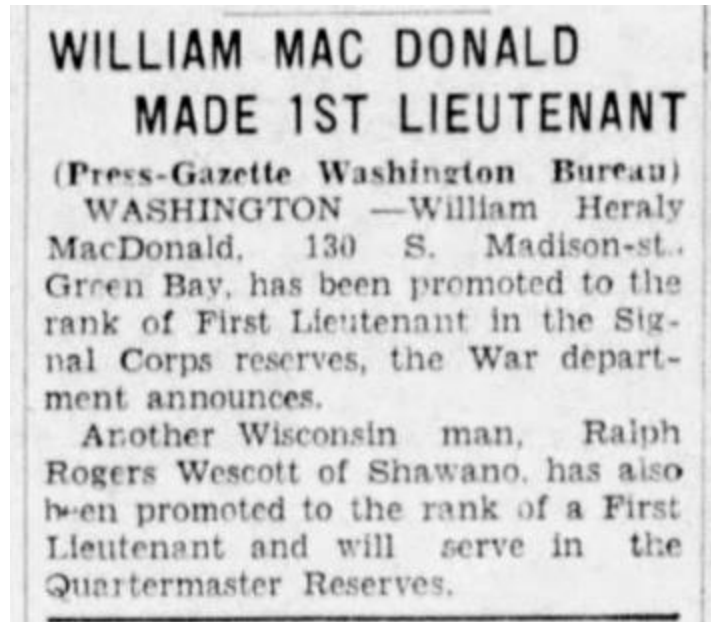 WILLIAM MAC DONALD
MADE 1ST LIEUTENANT
(Press-Gazette Washington Bureau)
WASHINGTON —William Heraly
MacDonald, 130 S. Madison-st.,
Green Bay, has been promoted to the
rank of First Lieutenant in the Sig-
nal Corps reserves, the War depart-
ment announces.
Another Wisconsin man, Ralph
Rogers Wescott of Shawano, has also
been promoted to the rank of a First
Lieutenant and will serve in the
Quartermaster Reserves.